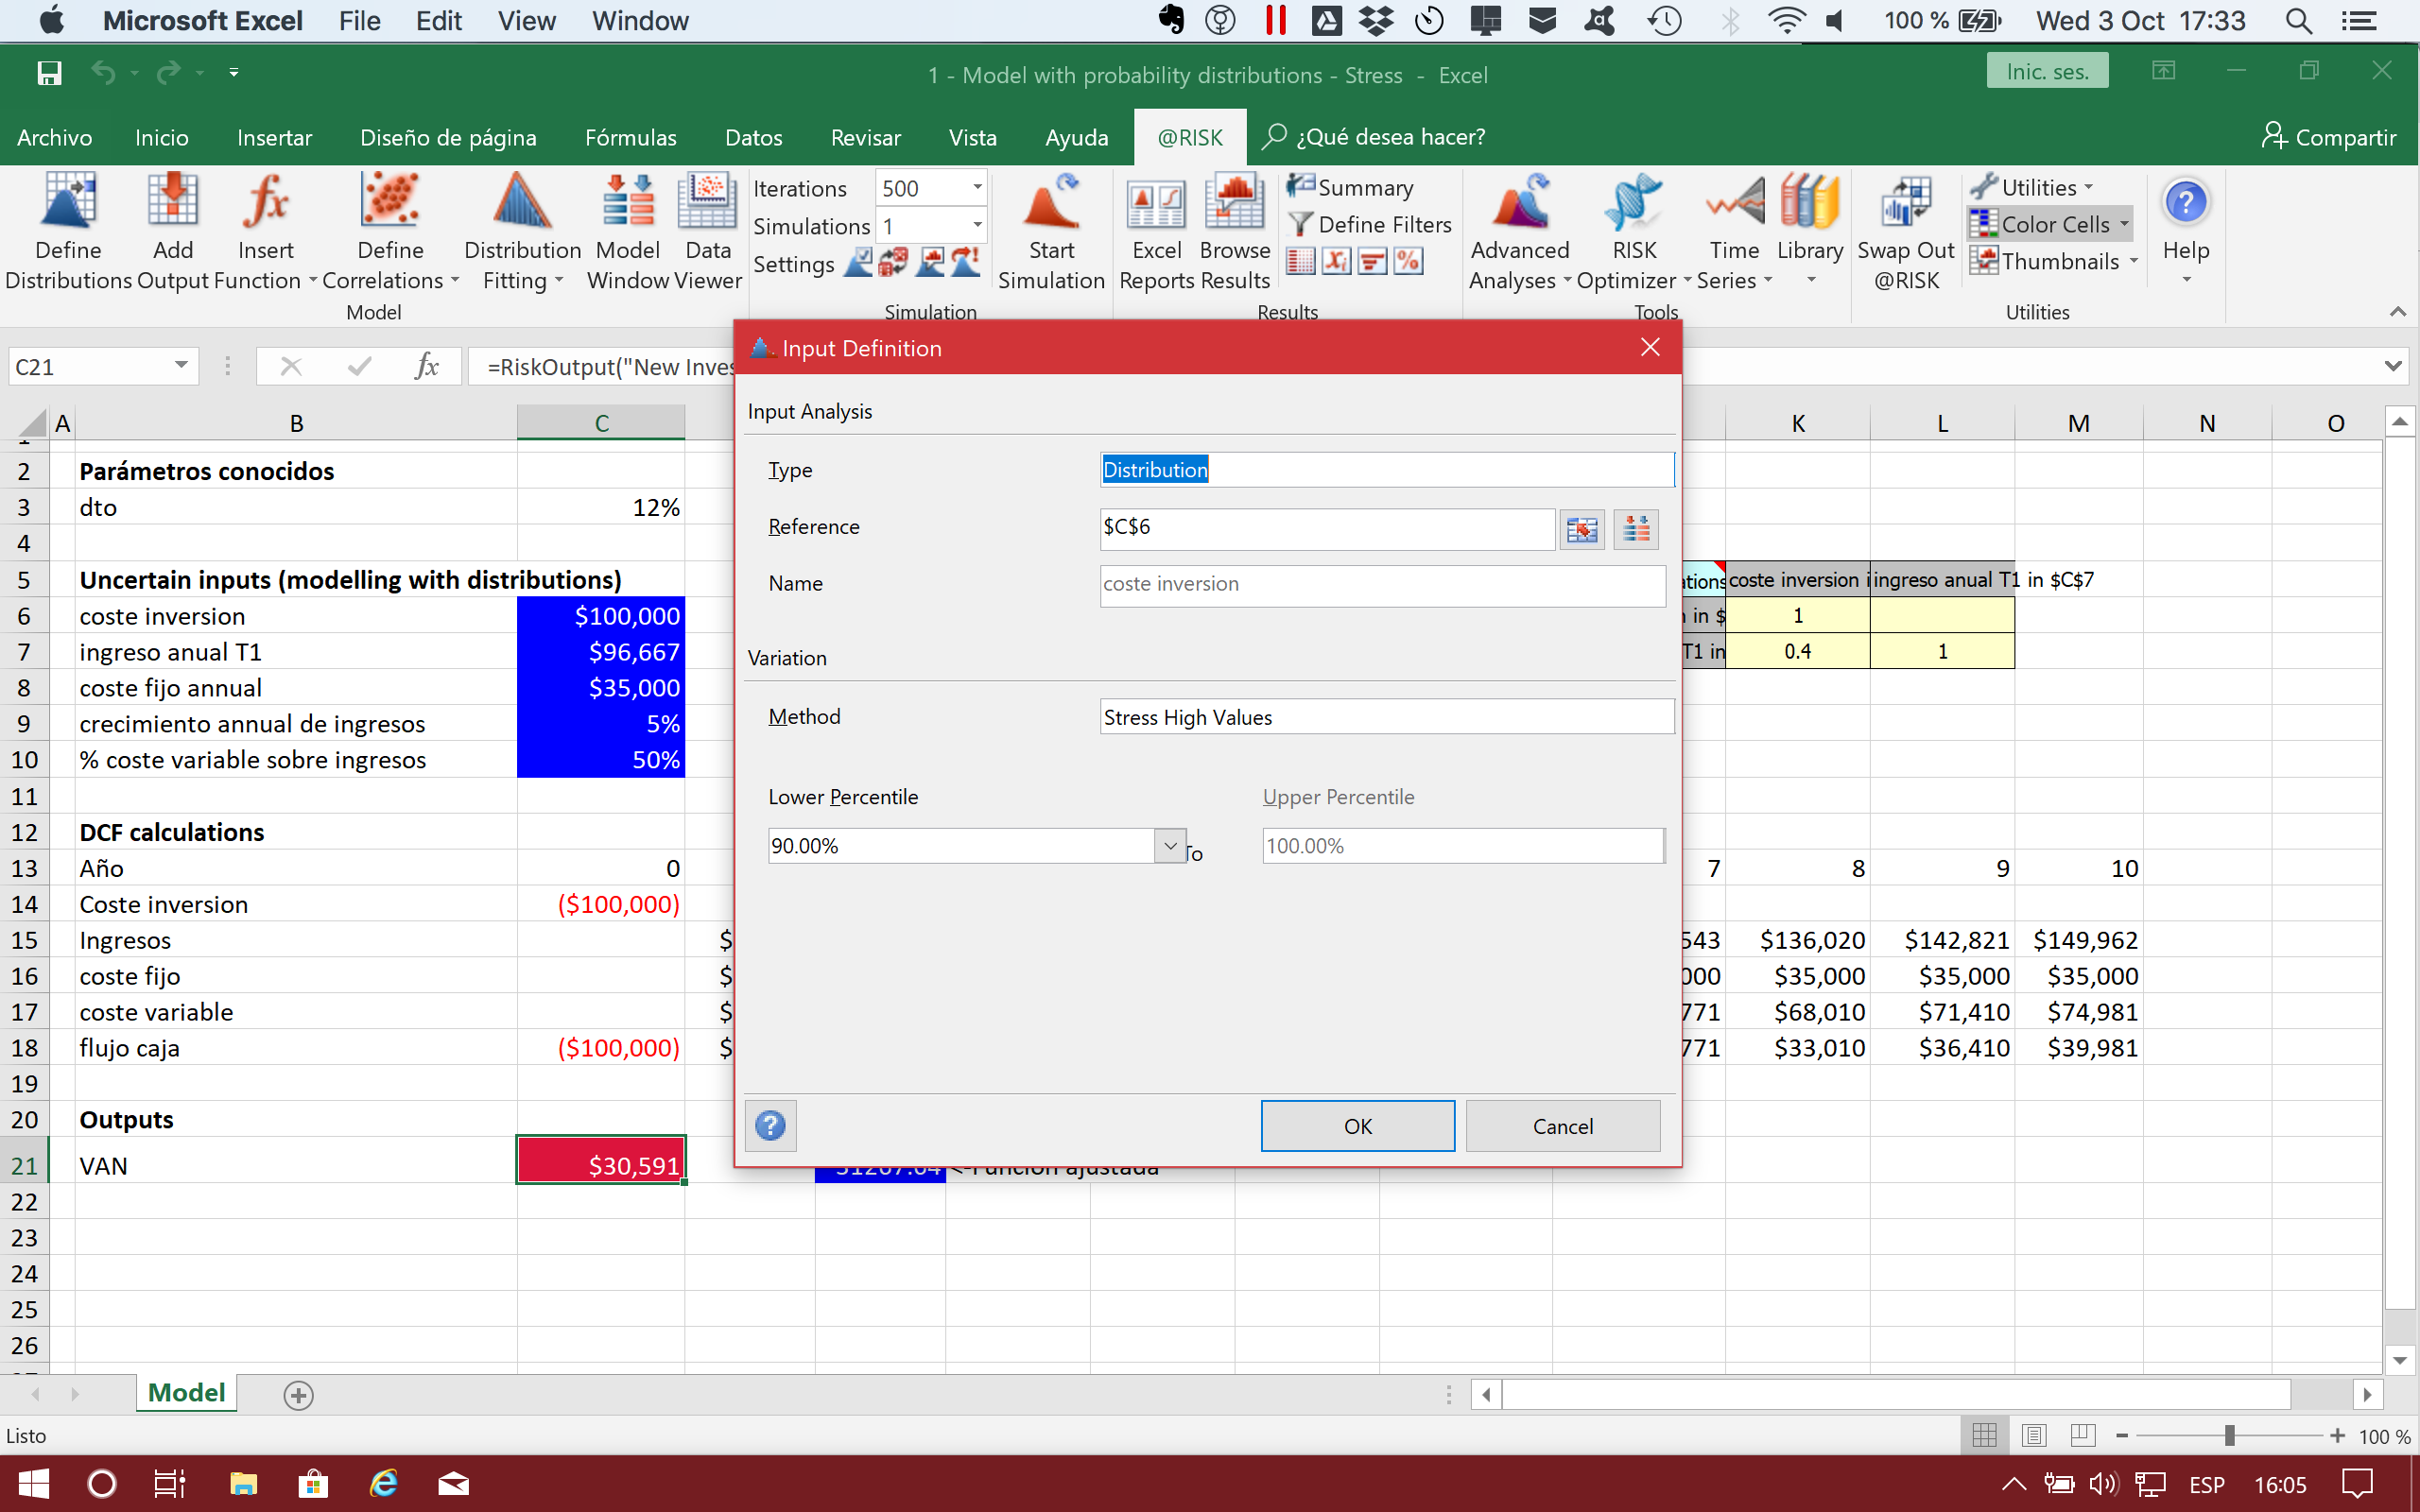 Microsoft Excel File Edit View Window 100 % Wed 3 Oct 17:33
1 - Model with probability distributions - Stress - Excel Inic. ses.
Archivo Inicio Insertar Diseño de página Fórmulas Datos Revisar Vista Ayuda @RISK ¿Qué desea hacer? Compartir
Define Distributions
Add Output
Insert Function
Define Correlations
Distribution Fitting
Model Window
Data Viewer
Model
Iterations 500
Simulations 1
Settings
Start Simulation
Simulation
Excel Reports
Browse Results
Summary
Define Filters
Results
Advanced Analyses
RISK Optimizer
Time Series
Library
Tools
Swap Out @RISK
Utilities
Color Cells
Thumbnails
Help
Utilities
C21 fx =RiskOutput("New Inves
A B C K L M N O
2 Parámetros conocidos
3 dto 12%
4
5 Uncertain inputs (modelling with distributions) ations coste inversion i ingreso anual T1 in $C$7
6 coste inversion $100,000 n in $ 1
7 ingreso anual T1 $96,667 T1 in 0.4 1
8 coste fijo annual $35,000
9 crecimiento annual de ingresos 5%
10 % coste variable sobre ingresos 50%
11
12 DCF calculations
13 Año 0 7 8 9 10
14 Coste inversion ($100,000)
15 Ingresos $ 543 $136,020 $142,821 $149,962
16 coste fijo $ 000 $35,000 $35,000 $35,000
17 coste variable $ 771 $68,010 $71,410 $74,981
18 flujo caja ($100,000) $ 771 $33,010 $36,410 $39,981
19
20 Outputs
21 VAN $30,591 <-Función ajustada
22
23
24
25
26
Input Definition
Input Analysis
Type Distribution
Reference $C$6
Name coste inversion
Variation
Method Stress High Values
Lower Percentile Upper Percentile
90.00% To 100.00%
OK Cancel
Model
Listo 100 %
ESP 16:05